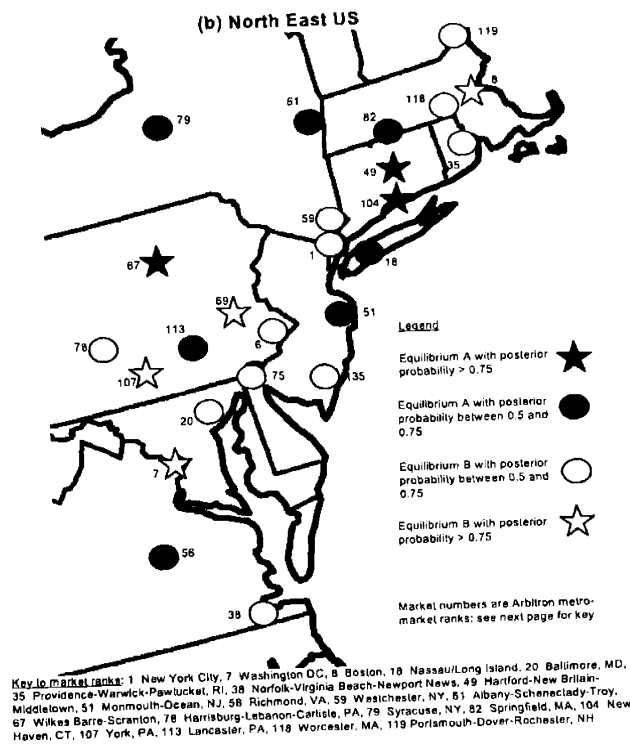 (b) North East US
119
8
61
82
118
79
49
35
104
59
1
18
67
69
51
78
113
6
107
75
135
20
7
56
38
Legend
Equilibrium A with posterior
probability > 0.75
Equilibrium A with posterior
probability between 0.5 and
0.75
Equilibrium B with posterior
probability between 0.5 and
0.75
Equilibrium B with posterior
probability > 0.75
Market numbers are Arbitron metro-
market ranks: see next page for key
Key to market ranks: 1 New York City, 7 Washington DC, 8 Boston, 18 Nassau/Long Island, 20 Baltimore, MD,
35 Providence-Warwick-Pawtucket, RI, 38 Norfolk-Virginia Beach-Newport News, 49 Hartford-New Britain-
Middletown, 51 Monmouth-Ocean, NJ, 56 Richmond, VA, 59 Westchester, NY, 61 Albany-Schenectady-Troy,
67 Wilkes Barre-Scranton, 78 Harrisburg-Lebanon-Carlisle, PA, 79 Syracuse, NY, 82 Springfield, MA, 104 New
Haven, CT, 107 York, PA, 113 Lancaster, PA, 118 Worcester, MA, 119 Portsmouth-Dover-Rochester, NH